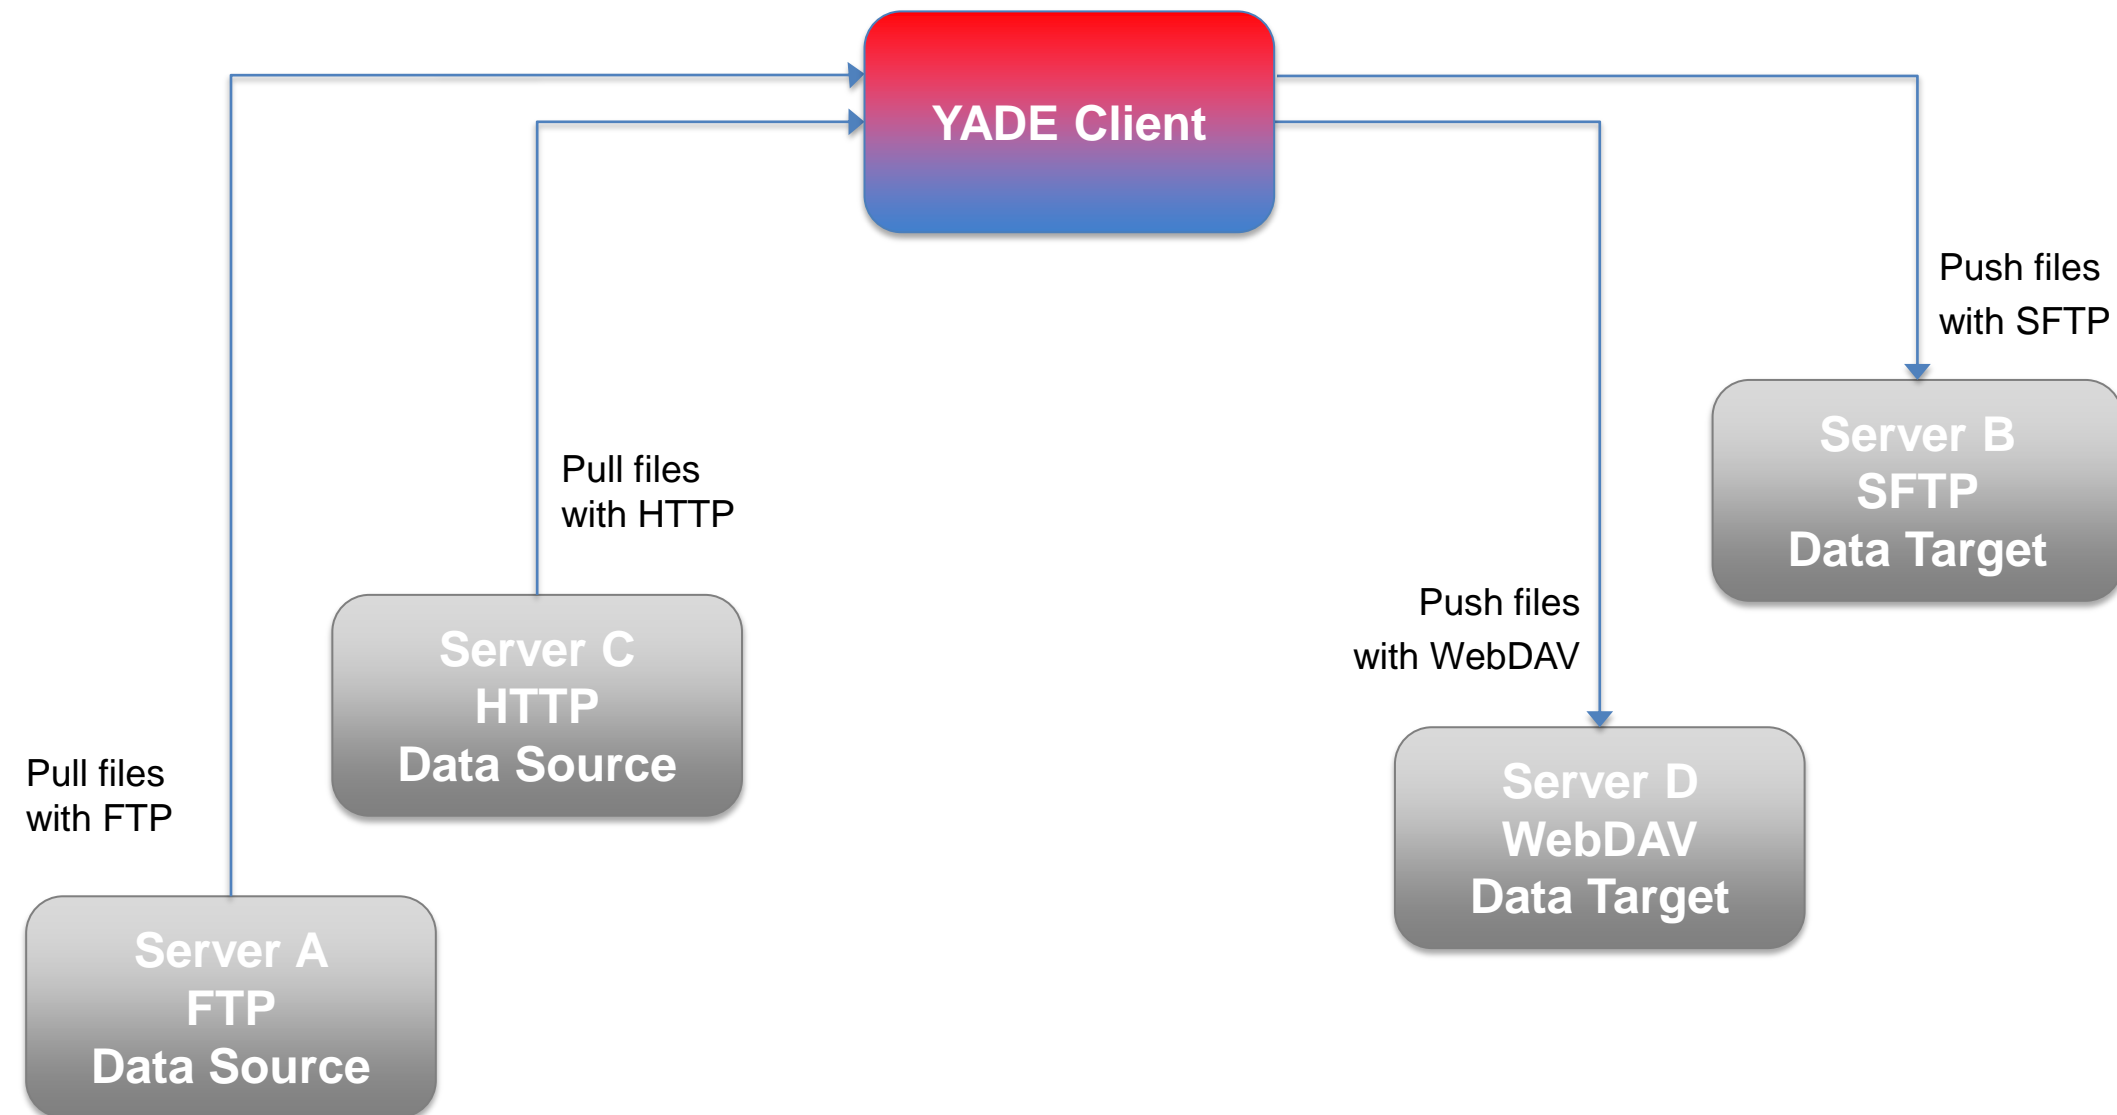 YADE Client
Push files
with SFTP
Server B
SFTP
Data Target
Pull files
with HTTP
Push files
with WebDAV
Server C
HTTP
Data Source
Server D
WebDAV
Data Target
Pull files
with FTP
Server A
FTP
Data Source